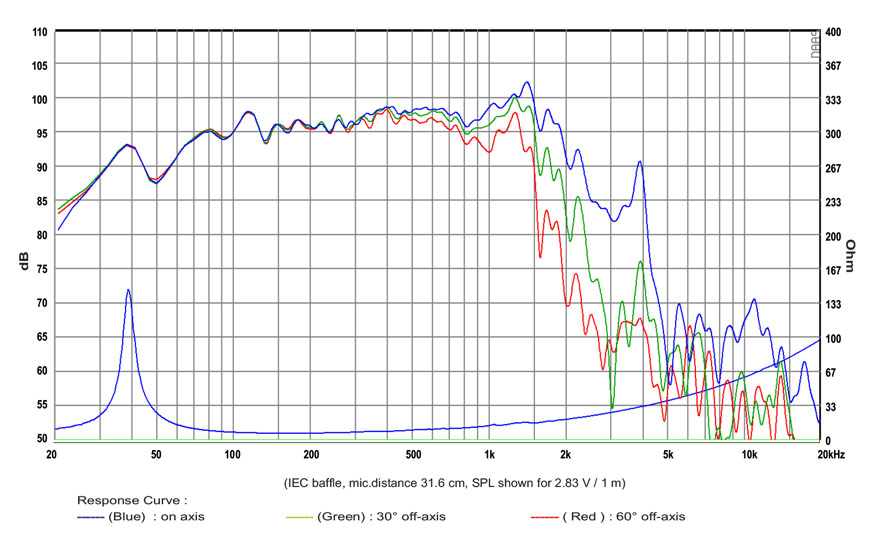 110 400
105 367
100 333
95 300
90 267
85 233
80 200
75 167
70 133
65 100
60 67
55 33
50 0
dB
Ohm
20 50 100 200 500 1k 2k 5k 10k 20kHz
(IEC baffle, mic.distance 31.6 cm, SPL shown for 2.83 V / 1 m)
Response Curve :
(Blue) : on axis (Green) : 30° off-axis ( Red ) : 60° off-axis